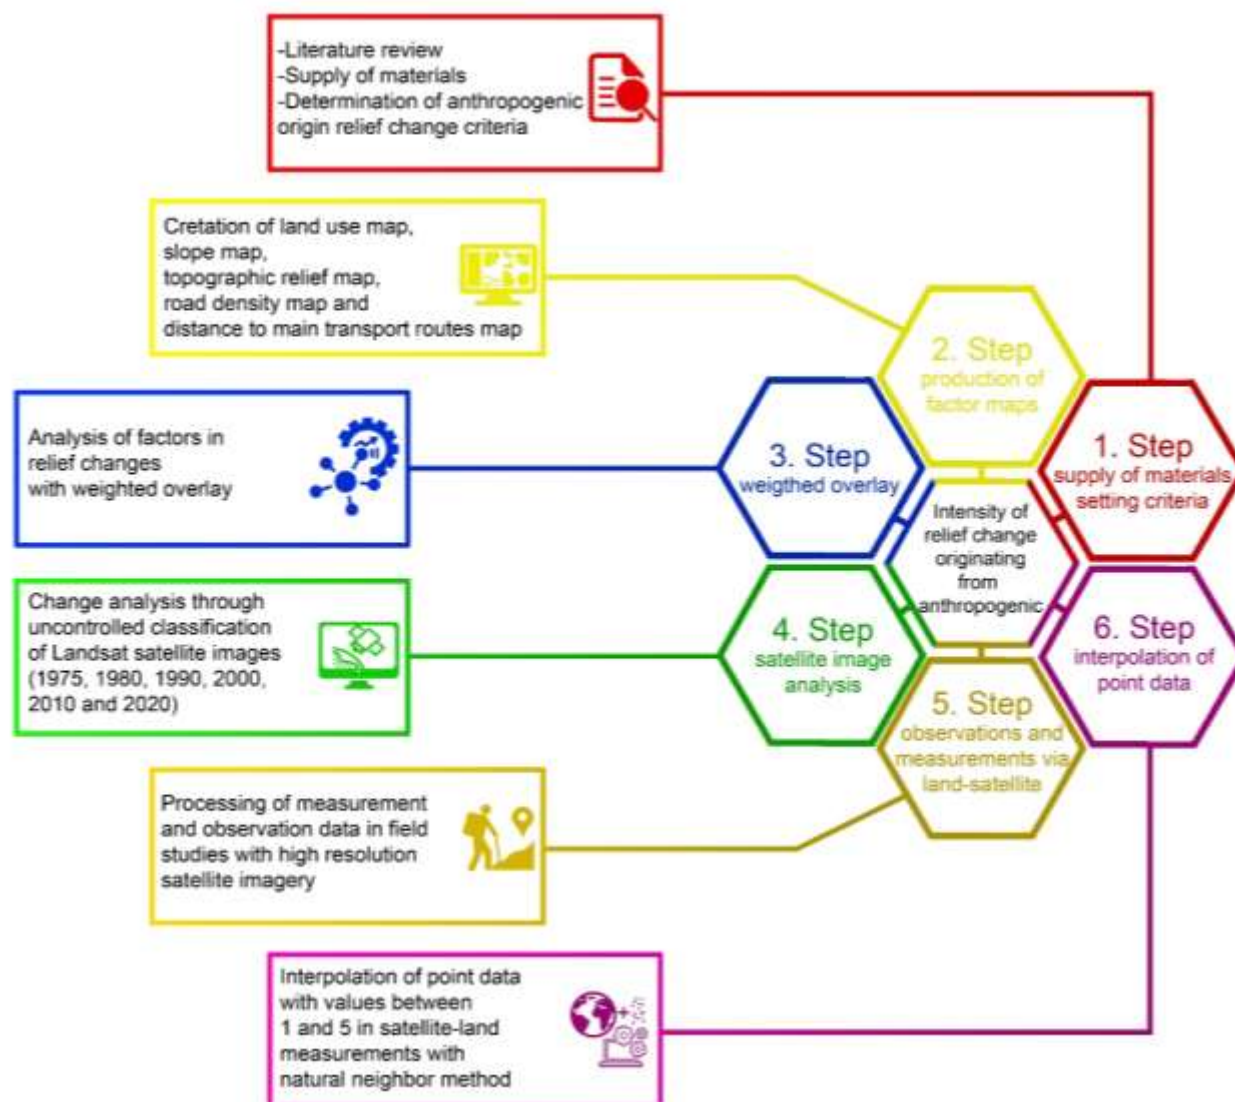 -Literature review
-Supply of materials
-Determination of anthropogenic
origin relief change criteria
Cretation of land use map,
slope map,
topographic relief map,
road density map and
distance to main transport routes map
Analysis of factors in
relief changes
with weighted overlay
Change analysis through
uncontrolled classification
of Landsat satellite images
(1975, 1980, 1990, 2000,
2010 and 2020)
Processing of measurement
and observation data in field
studies with high resolution
satellite imagery
Interpolation of point data
with values between
1 and 5 in satellite-land
measurements with
natural neighbor method
1. Step
supply of materials
setting criteria
2. Step
production of
factor maps
3. Step
weigthed overlay
4. Step
satellite image
analysis
5. Step
observations and
measurements via
land-satellite
6. Step
interpolation of
point data
Intensity of
relief change
originating
from
anthropogenic